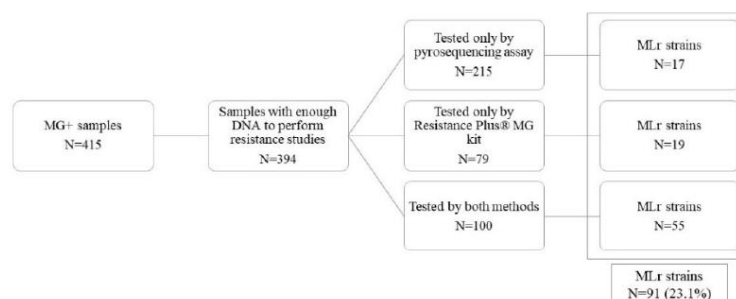 MG+ samples
N=415
Samples with enough
DNA to perform
resistance studies
N=394
Tested only by
pyrosequencing assay
N=215
MLr strains
N=17
Tested only by
Resistance Plus® MG
kit
N=79
MLr strains
N=19
Tested by both methods
N=100
MLr strains
N=55
MLr strains
N=91 (23.1%)